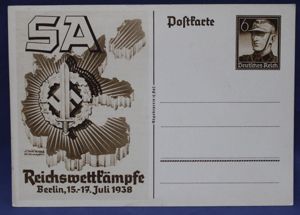 SA
Postkarte
6
Deutsches Reich
Reichswettkämpfe
Berlin, 15.-17. Juli 1938